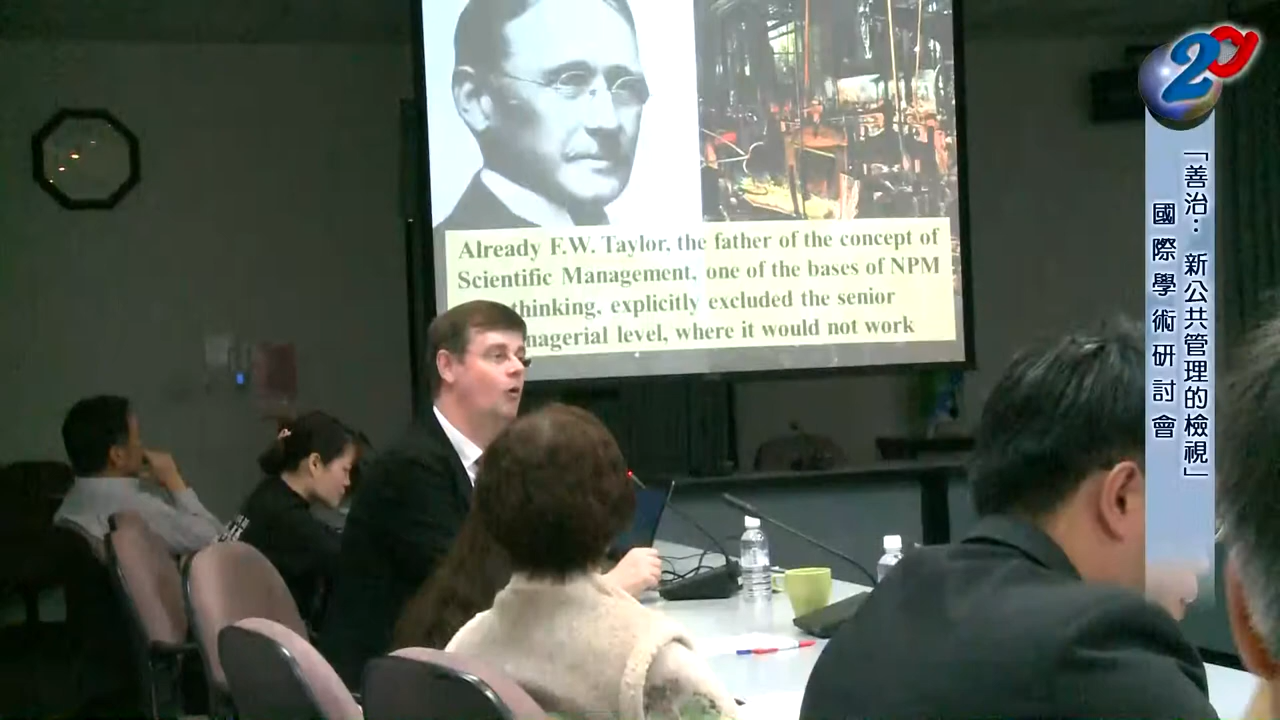 Already F.W. Taylor, the father of the concept of
Scientific Management, one of the bases of NPM
thinking, explicitly excluded the senior
nagerial level, where it would not work
20
「善治：新公共管理的檢視」
國際學術研討會